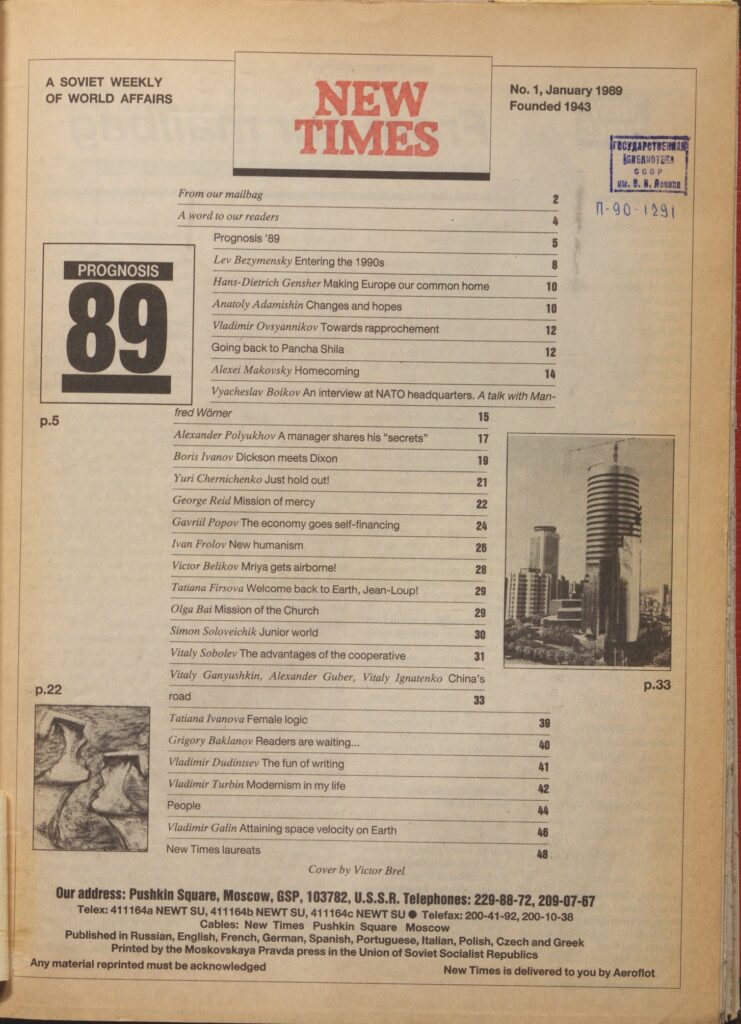 A SOVIET WEEKLY
OF WORLD AFFAIRS
NEW
TIMES
No. 1, January 1989
Founded 1943
ГОСУДАРСТВЕННАЯ
БИБЛИОТЕКА
СССР
им. В. И. Ленина
П-90-1291
From our mailbag 2
A word to our readers 4
Prognosis '89 5
Lev Bezymensky Entering the 1990s 8
Hans-Dietrich Gensher Making Europe our common home 10
Anatoly Adamishin Changes and hopes 10
Vladimir Ovsyannikov Towards rapprochement 12
Going back to Pancha Shila 12
Alexei Makovsky Homecoming 14
Vyacheslav Boikov An interview at NATO headquarters. A talk with Man-
fred Wörner 15
PROGNOSIS
89
p.5
Alexander Polyukhov A manager shares his "secrets" 17
Boris Ivanov Dickson meets Dixon 19
Yuri Chernichenko Just hold out! 21
George Reid Mission of mercy 22
Gavriil Popov The economy goes self-financing 24
Ivan Frolov New humanism 26
Victor Belikov Mriya gets airborne! 28
Tatiana Firsova Welcome back to Earth, Jean-Loup! 29
Olga Bai Mission of the Church 29
Simon Soloveichik Junior world 30
Vitaly Sobolev The advantages of the cooperative 31
Vitaly Ganyushkin, Alexander Guber, Vitaly Ignatenko China's
road 33
p.33
p.22
Tatiana Ivanova Female logic 39
Grigory Baklanov Readers are waiting... 40
Vladimir Dudintsev The fun of writing 41
Vladimir Turbin Modernism in my life 42
People 44
Vladimir Galin Attaining space velocity on Earth 46
New Times laureats 48
Cover by Victor Brel
Our address: Pushkin Square, Moscow, GSP, 103782, U.S.S.R. Telephones: 229-88-72, 209-07-67
Telex: 411164a NEWT SU, 411164b NEWT SU, 411164c NEWT SU ● Telefax: 200-41-92, 200-10-38
Cables: New Times Pushkin Square Moscow
Published in Russian, English, French, German, Spanish, Portuguese, Italian, Polish, Czech and Greek
Printed by the Moskovskaya Pravda press in the Union of Soviet Socialist Republics
Any material reprinted must be acknowledged
New Times is delivered to you by Aeroflot